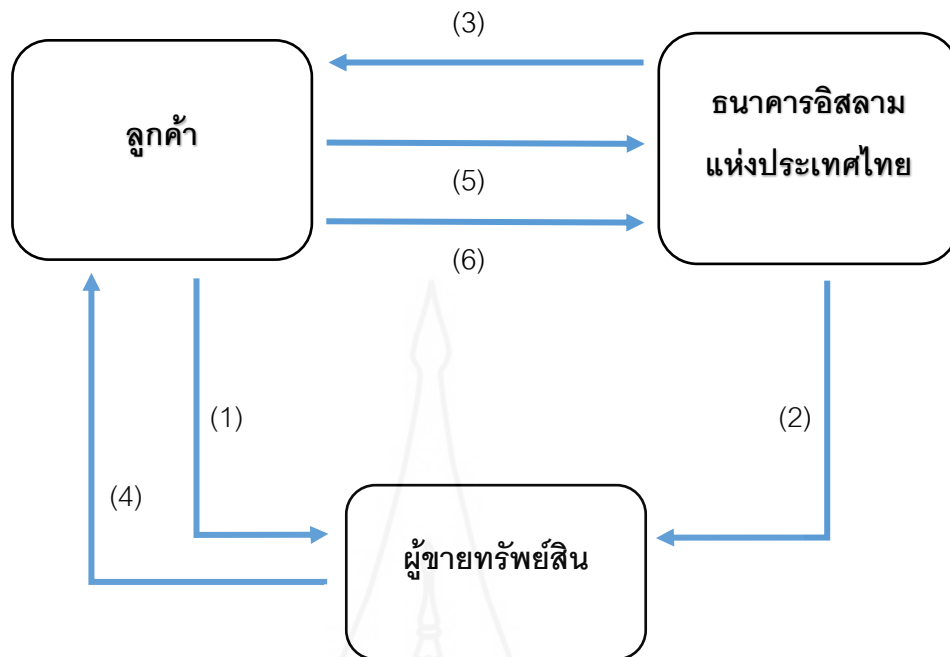 (3)
ลูกค้า
ธนาคารอิสลาม
แห่งประเทศไทย
(5)
(6)
(1)
(2)
(4)
ผู้ขายทรัพย์สิน